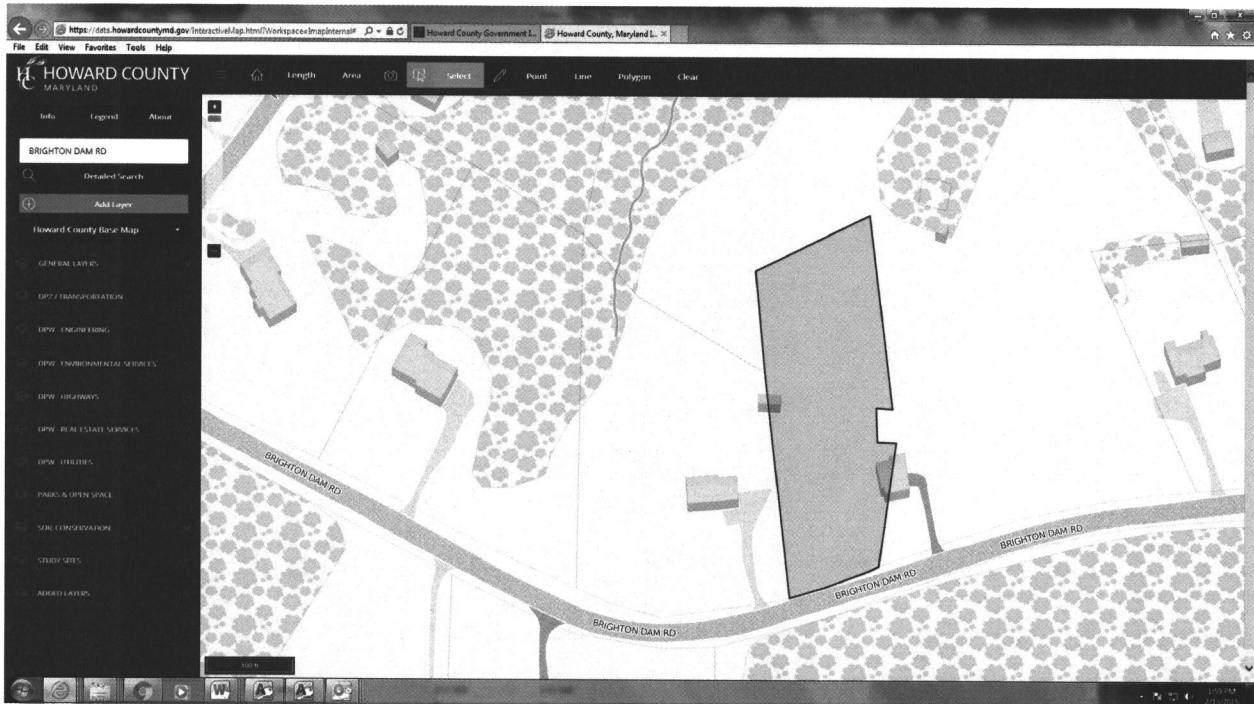 https://data.howardcountymd.gov/InteractiveMap.html?Workspace=ImapInternal#
Howard County Government I...
Howard County, Maryland I...
File Edit View Favorites Tools Help
HC HOWARD COUNTY
MARYLAND
Length Area Select Point Line Polygon Clear
Info Legend About
BRIGHTON DAM RD
Detailed Search
Add Layer
Howard County Base Map
GENERAL LAYERS
DPZ / TRANSPORTATION
DPW - ENGINEERING
DPW - ENVIRONMENTAL SERVICES
DPW - HIGHWAYS
DPW - REAL ESTATE SERVICES
DPW - UTILITIES
PARKS & OPEN SPACE
SOIL CONSERVATION
STUDY SITES
ADDED LAYERS
BRIGHTON DAM RD
BRIGHTON DAM RD
BRIGHTON DAM RD
BRIGHTON DAM RD
1:59 PM